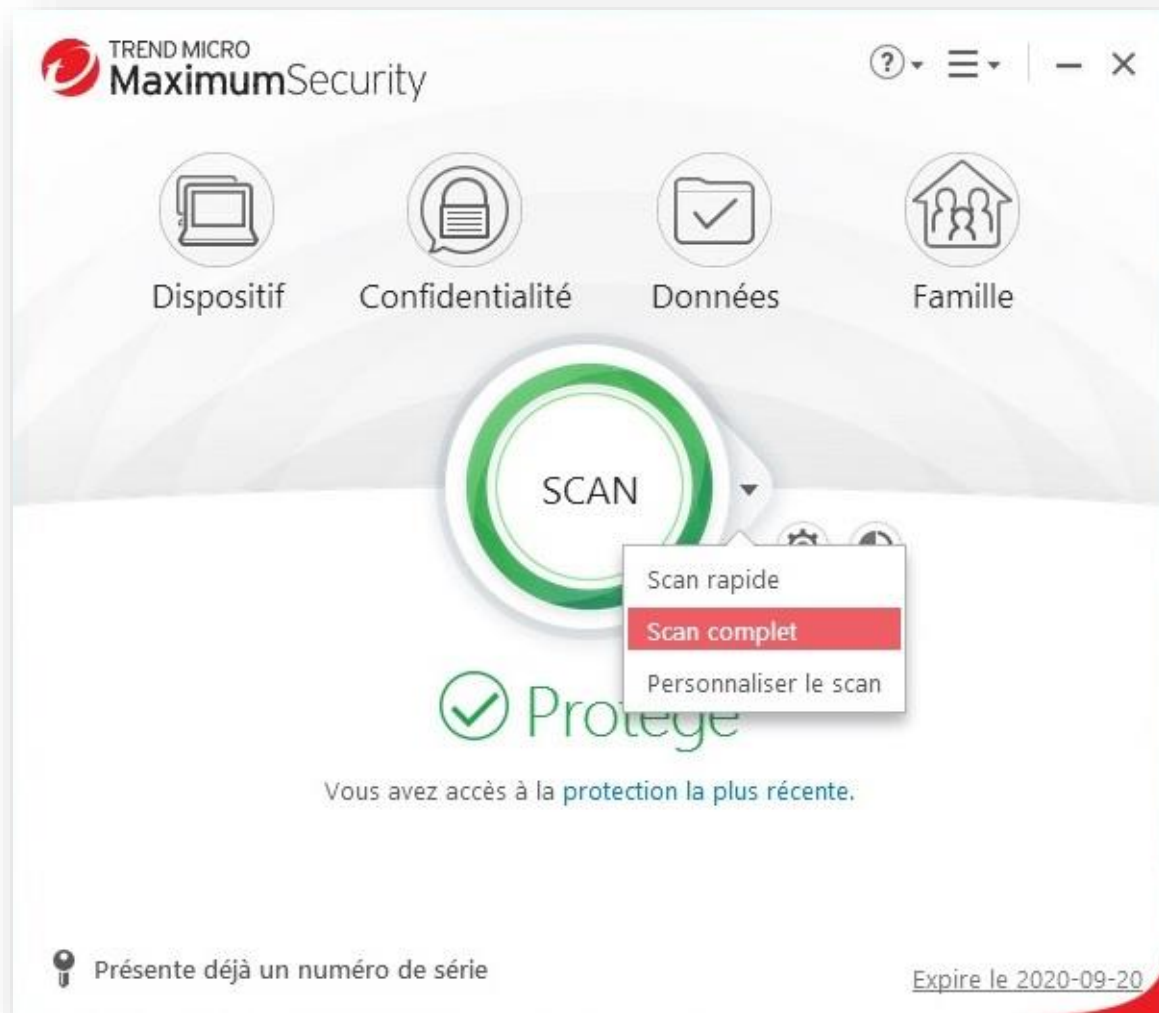 TREND MICRO
MaximumSecurity
Dispositif
Confidentialité
Données
Famille
SCAN
Scan rapide
Scan complet
Personnaliser le scan
Protégé
Vous avez accès à la protection la plus récente.
Présente déjà un numéro de série
Expire le 2020-09-20